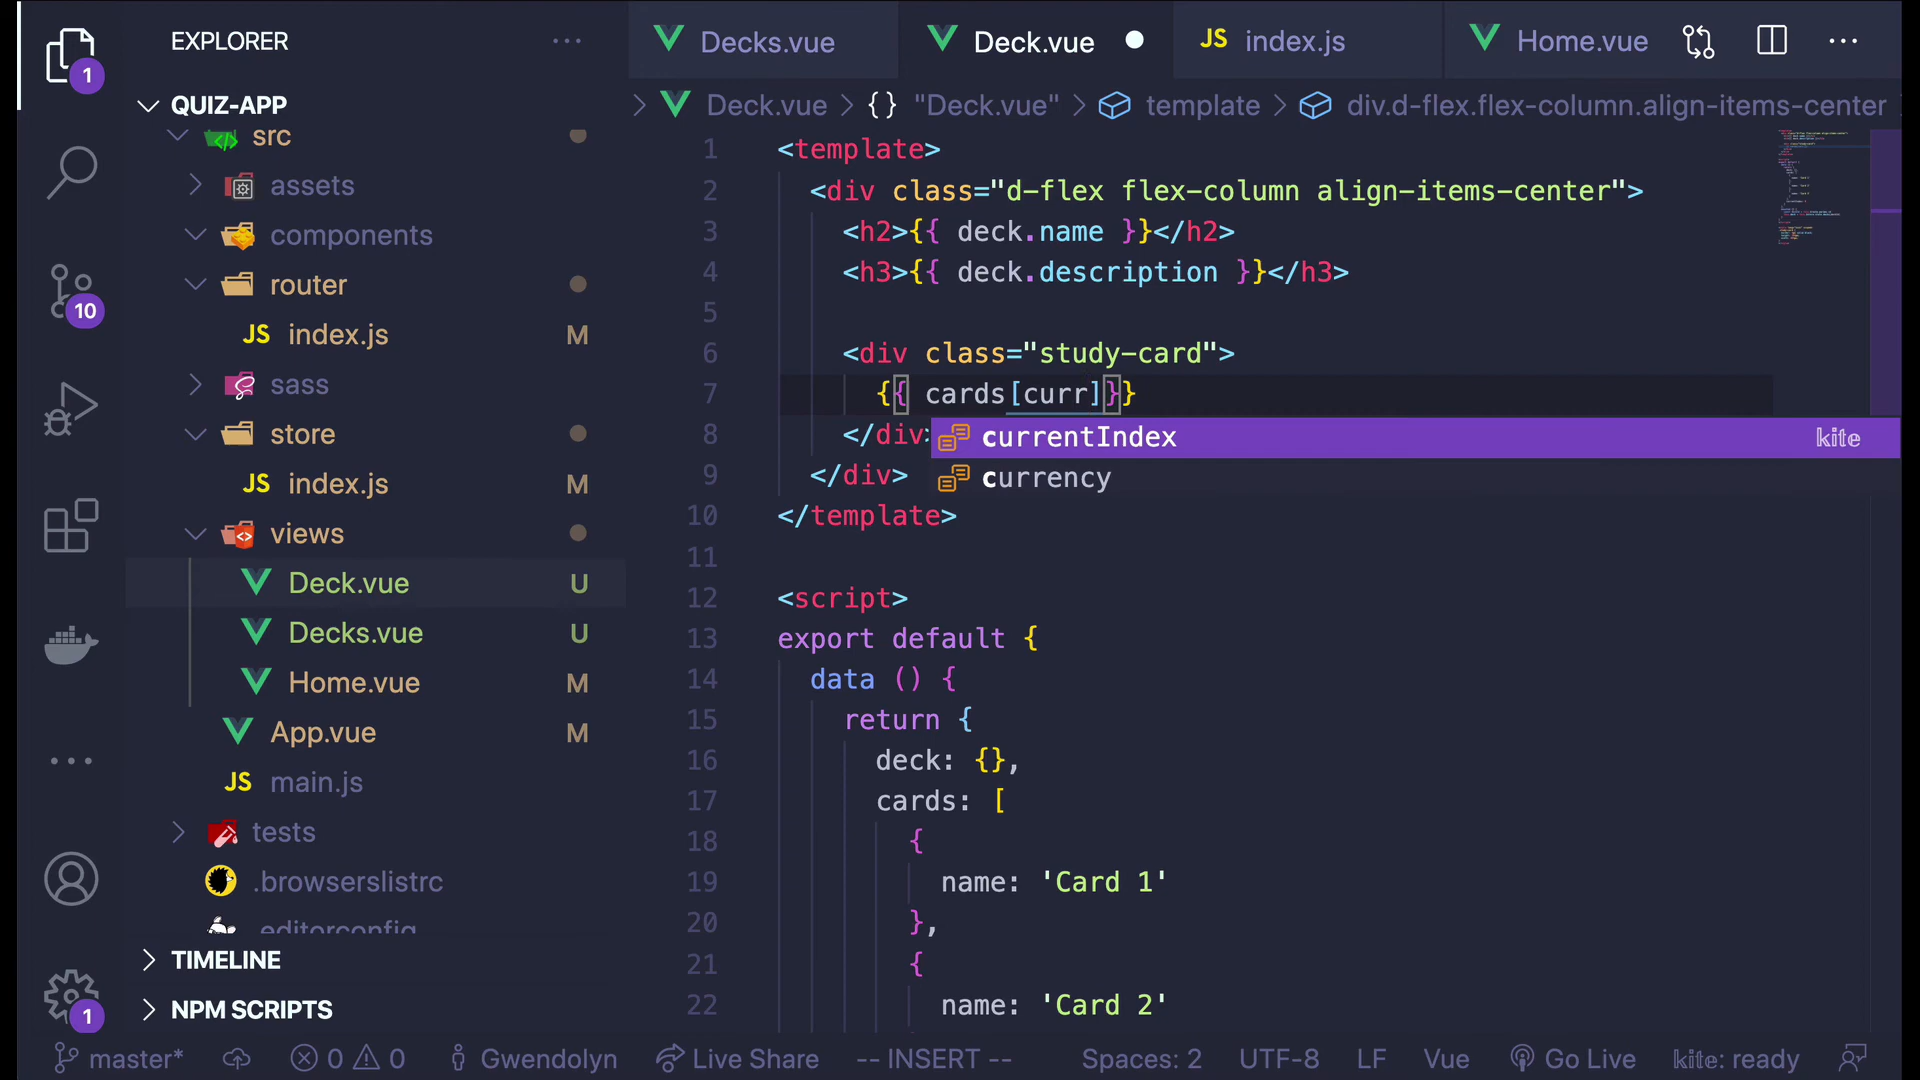 EXPLORER
1
QUIZ-APP
src
assets
components
router
JS index.js M
sass
store
JS index.js M
views
Deck.vue U
Decks.vue U
Home.vue M
App.vue M
JS main.js
tests
.browserslistrc
.editorconfig
TIMELINE
NPM SCRIPTS
10
1
Decks.vue
Deck.vue
JS index.js
Home.vue
Deck.vue > {} "Deck.vue" > template > div.d-flex.flex-column.align-items-center
1 <template>
2 <div class="d-flex flex-column align-items-center">
3 <h2>{{ deck.name }}</h2>
4 <h3>{{ deck.description }}</h3>
5
6 <div class="study-card">
7 {{ cards[curr]}}
8 </div>
currentIndex kite
currency
9 </div>
10 </template>
11
12 <script>
13 export default {
14 data () {
15 return {
16 deck: {},
17 cards: [
18 {
19 name: 'Card 1'
20 },
21 {
22 name: 'Card 2'
master* 0 0 Gwendolyn Live Share -- INSERT -- Spaces: 2 UTF-8 LF Vue Go Live kite: ready